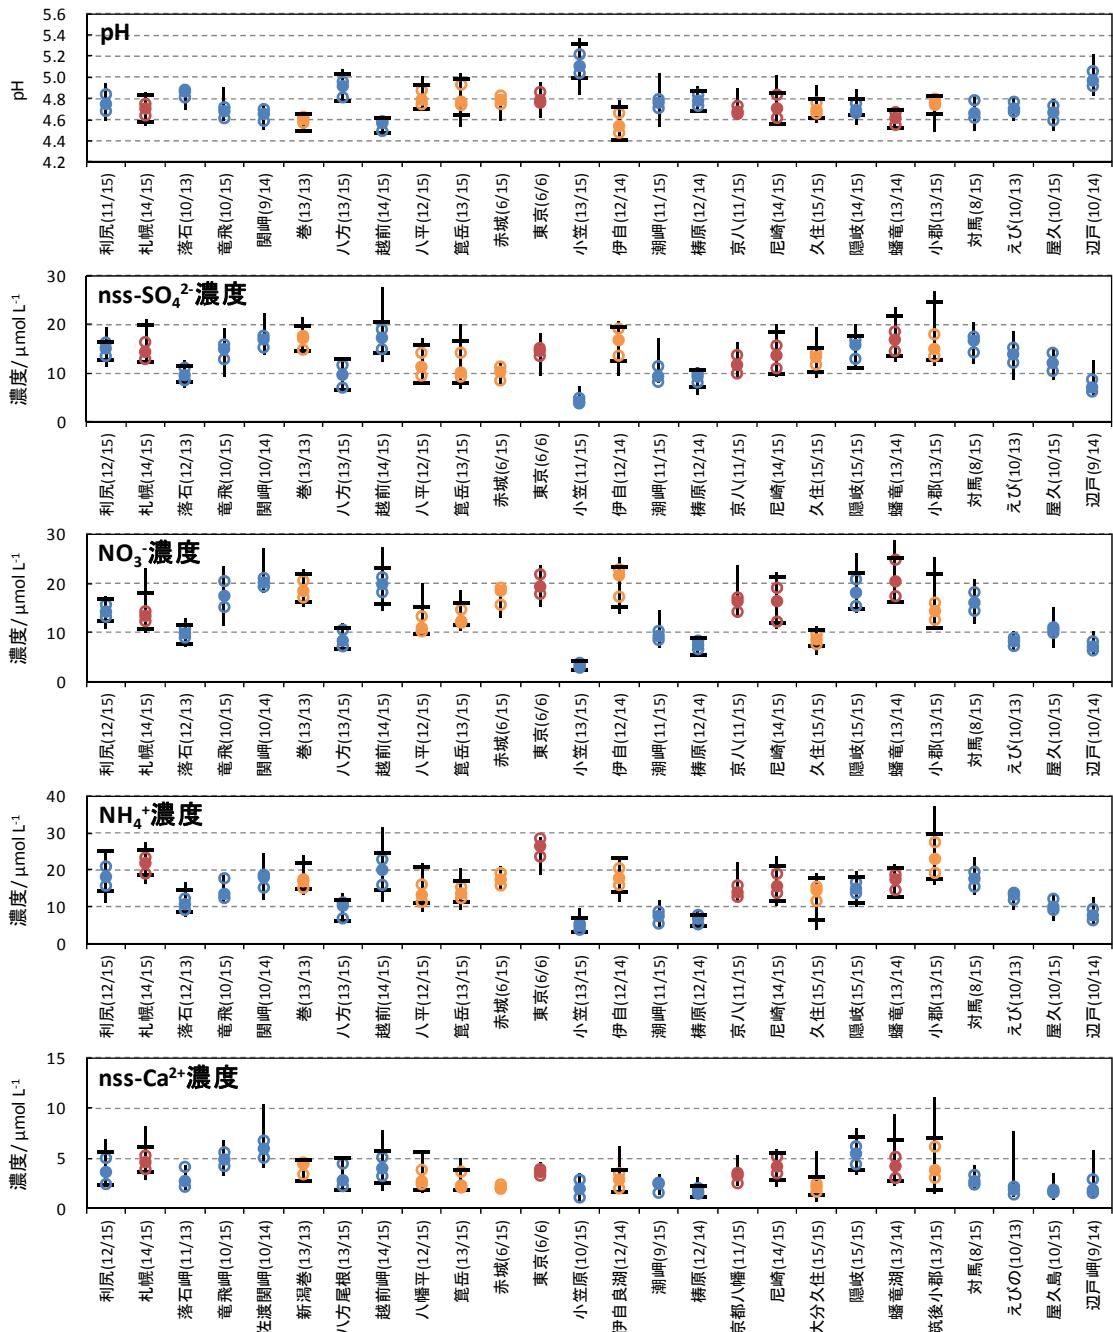 pH
pH
5.6
5.4
5.2
5.0
4.8
4.6
4.4
4.2
利尻(11/15)
札幌(14/15)
落石(10/13)
竜飛(10/15)
関岬(9/14)
巻(13/13)
八方(13/15)
越前(14/15)
八平(12/15)
箟岳(13/15)
赤城(6/15)
東京(6/6)
小笠(13/15)
伊自(12/14)
潮岬(11/15)
梼原(12/14)
京八(11/15)
尼崎(14/15)
久住(15/15)
隠岐(15/15)
蟠竜(13/14)
小郡(13/15)
対馬(8/15)
えび(10/13)
屋久(10/15)
辺戸(10/14)
nss-SO₄²⁻濃度
濃度/ μmol L⁻¹
30
20
10
0
利尻(12/15)
札幌(14/15)
落石(12/13)
竜飛(10/15)
関岬(10/14)
巻(13/13)
八方(13/15)
越前(14/15)
八平(12/15)
箟岳(13/15)
赤城(6/15)
東京(6/6)
小笠(11/15)
伊自(12/14)
潮岬(11/15)
梼原(12/14)
京八(11/15)
尼崎(14/15)
久住(15/15)
隠岐(15/15)
蟠竜(13/14)
小郡(13/15)
対馬(8/15)
えび(10/13)
屋久(10/15)
辺戸(9/14)
NO₃⁻濃度
濃度/ μmol L⁻¹
30
20
10
0
利尻(12/15)
札幌(14/15)
落石(12/13)
竜飛(10/15)
関岬(10/14)
巻(13/13)
八方(13/15)
越前(14/15)
八平(12/15)
箟岳(13/15)
赤城(6/15)
東京(6/6)
小笠(13/15)
伊自(12/14)
潮岬(11/15)
梼原(12/14)
京八(11/15)
尼崎(14/15)
久住(15/15)
隠岐(15/15)
蟠竜(13/14)
小郡(13/15)
対馬(8/15)
えび(10/13)
屋久(10/15)
辺戸(10/14)
NH₄⁺濃度
濃度/ μmol L⁻¹
40
30
20
10
0
利尻(12/15)
札幌(14/15)
落石(12/13)
竜飛(10/15)
関岬(10/14)
巻(13/13)
八方(13/15)
越前(14/15)
八平(12/15)
箟岳(13/15)
赤城(6/15)
東京(6/6)
小笠(13/15)
伊自(12/14)
潮岬(11/15)
梼原(12/14)
京八(11/15)
尼崎(14/15)
久住(15/15)
隠岐(15/15)
蟠竜(13/14)
小郡(13/15)
対馬(8/15)
えび(10/13)
屋久(10/15)
辺戸(10/14)
nss-Ca²⁺濃度
濃度/ μmol L⁻¹
15
10
5
0
利尻(12/15)
札幌(14/15)
落石岬(11/13)
竜飛岬(10/15)
佐渡関岬(10/14)
新潟巻(13/13)
八方尾根(13/15)
越前岬(14/15)
八幡平(12/15)
箟岳(13/15)
赤城(6/15)
東京(6/6)
小笠原(10/15)
伊自良湖(12/14)
潮岬(9/15)
梼原(12/14)
京都八幡(11/15)
尼崎(14/15)
大分久住(15/15)
隠岐(15/15)
蟠竜湖(13/14)
筑後小郡(13/15)
対馬(8/15)
えびの(10/13)
屋久島(10/15)
辺戸岬(9/14)